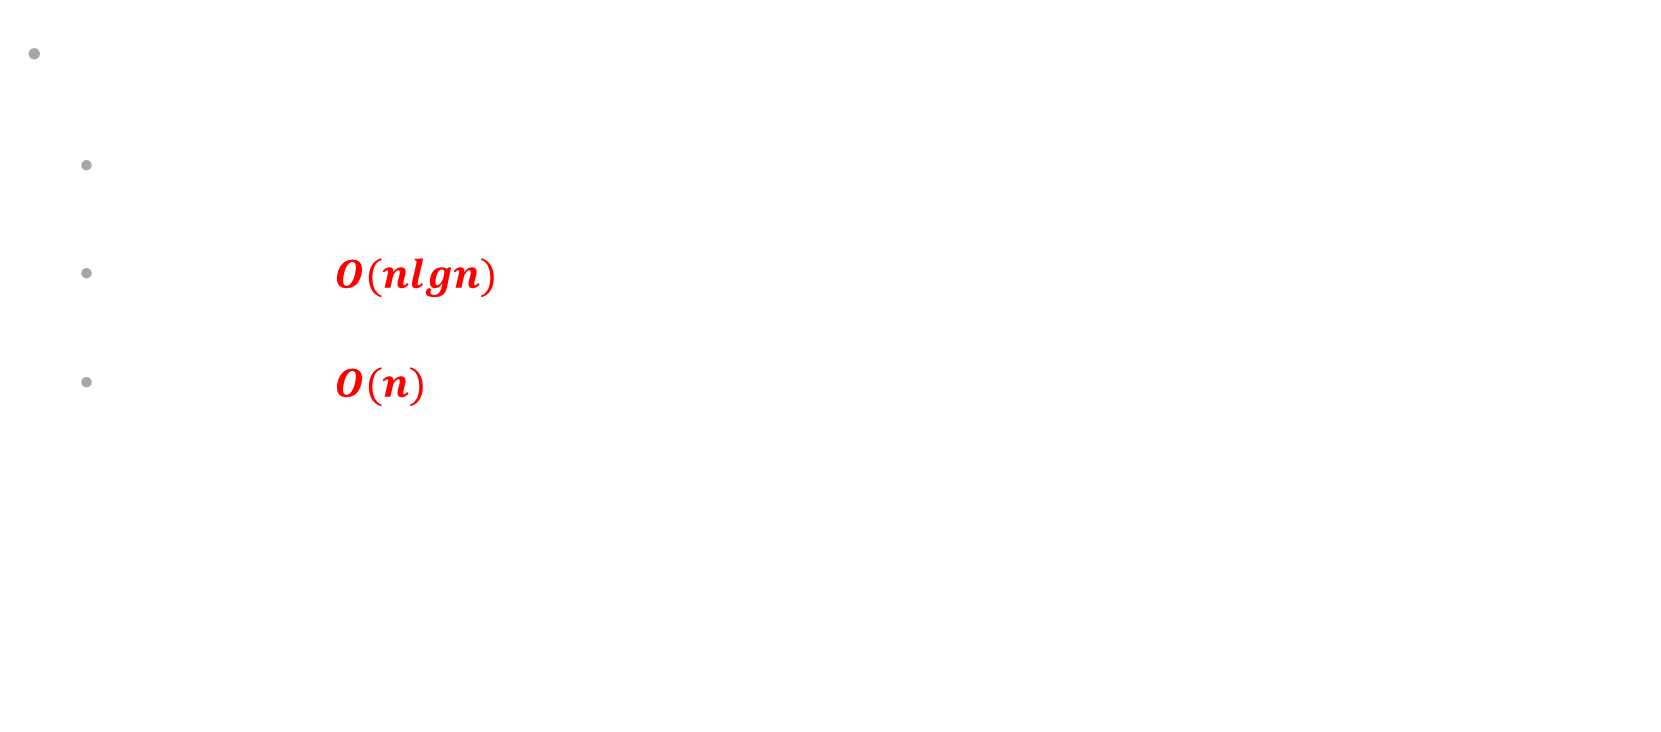 •
•
• O(nlgn)
• O(n)